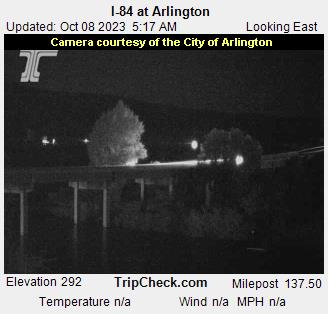 I-84 at Arlington
Updated: Oct 08 2023 5:17 AM Looking East
Camera courtesy of the City of Arlington
Elevation 292 TripCheck.com Milepost 137.50
Temperature n/a Wind n/a MPH n/a